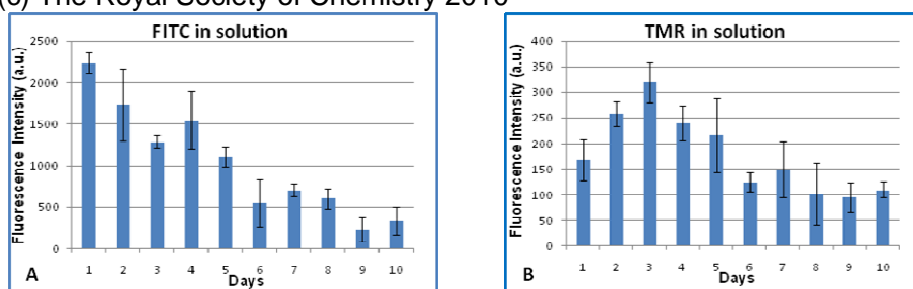 (c) The Royal Society of Chemistry 2010
FITC in solution
Fluorescence Intensity (a.u.)
2500
2000
1500
1000
500
0
1 2 3 4 5 6 7 8 9 10
Days
A
TMR in solution
Fluorescence Intensity (a.u.)
400
350
300
250
200
150
100
50
0
1 2 3 4 5 6 7 8 9 10
Days
B